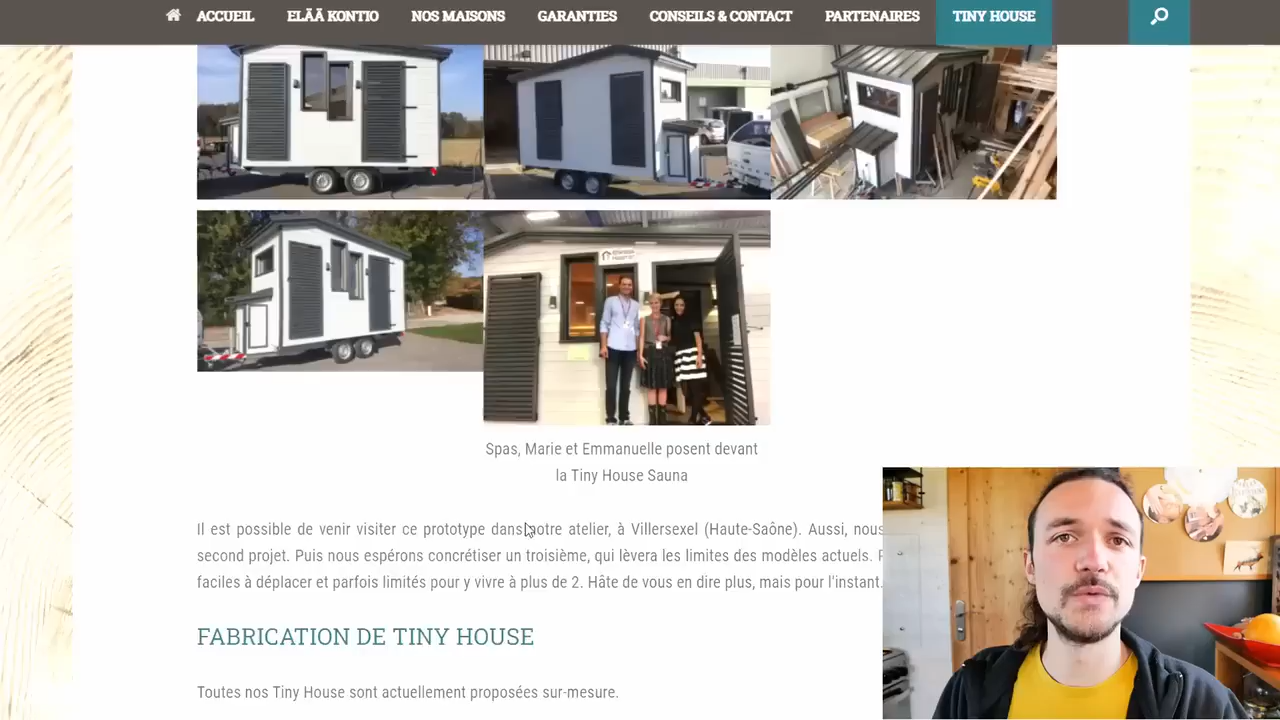 ACCUEIL ELÄÄ KONTIO NOS MAISONS GARANTIES CONSEILS & CONTACT PARTENAIRES TINY HOUSE
Spas, Marie et Emmanuelle posent devant
la Tiny House Sauna
Il est possible de venir visiter ce prototype dans notre atelier, à Villersexel (Haute-Saône). Aussi, nous
second projet. Puis nous espérons concrétiser un troisième, qui lèvera les limites des modèles actuels.
faciles à déplacer et parfois limités pour y vivre à plus de 2. Hâte de vous en dire plus, mais pour l'instant.
FABRICATION DE TINY HOUSE
Toutes nos Tiny House sont actuellement proposées sur-mesure.